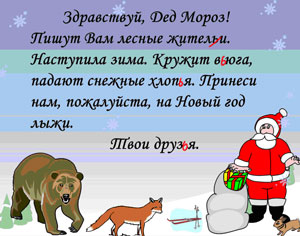 Здравствуй, Дед Мороз!
Пишут Вам лесные жители.
Наступила зима. Кружит вьюга,
падают снежные хлопья. Принеси
нам, пожалуйста, на Новый год
лыжи.
Твои друзья.